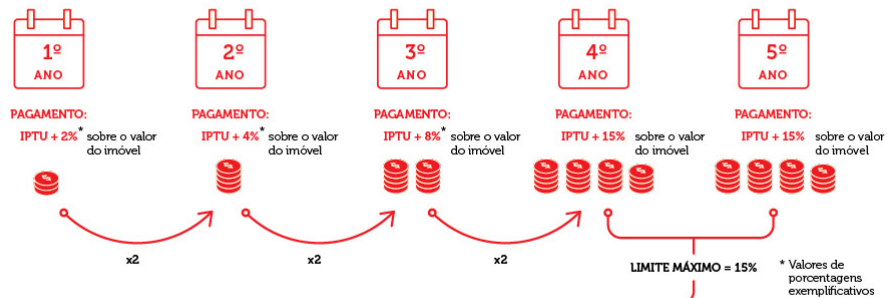 1º
ANO
2º
ANO
3º
ANO
4º
ANO
5º
ANO
PAGAMENTO:
IPTU + 2%* sobre o valor
do imóvel
PAGAMENTO:
IPTU + 4%* sobre o valor
do imóvel
PAGAMENTO:
IPTU + 8%* sobre o valor
do imóvel
PAGAMENTO:
IPTU + 15% sobre o valor
do imóvel
PAGAMENTO:
IPTU + 15% sobre o valor
do imóvel
x2
x2
x2
LIMITE MÁXIMO = 15%
* Valores de
porcentagens
exemplificativos